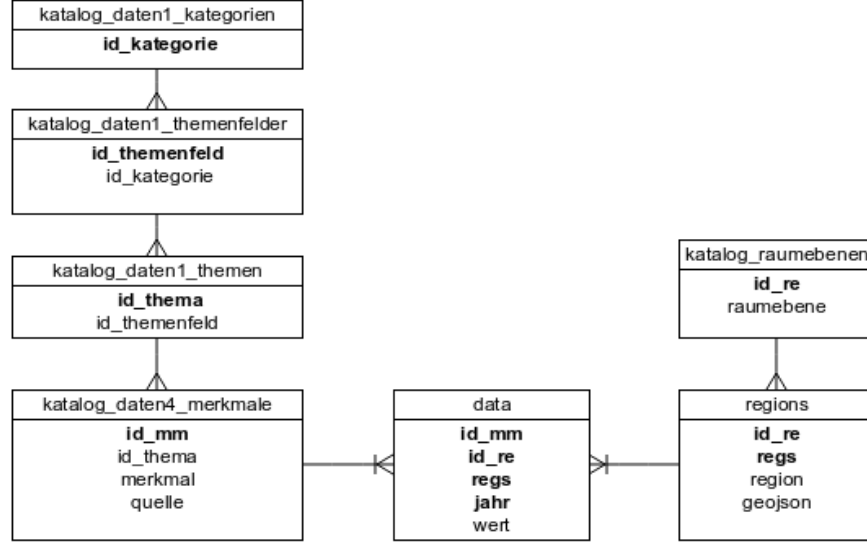 katalog_daten1_kategorien
id_kategorie
katalog_daten1_themenfelder
id_themenfeld
id_kategorie
katalog_daten1_themen
id_thema
id_themenfeld
katalog_daten4_merkmale
id_mm
id_thema
merkmal
quelle
data
id_mm
id_re
regs
jahr
wert
katalog_raumebenen
id_re
raumebene
regions
id_re
regs
region
geojson